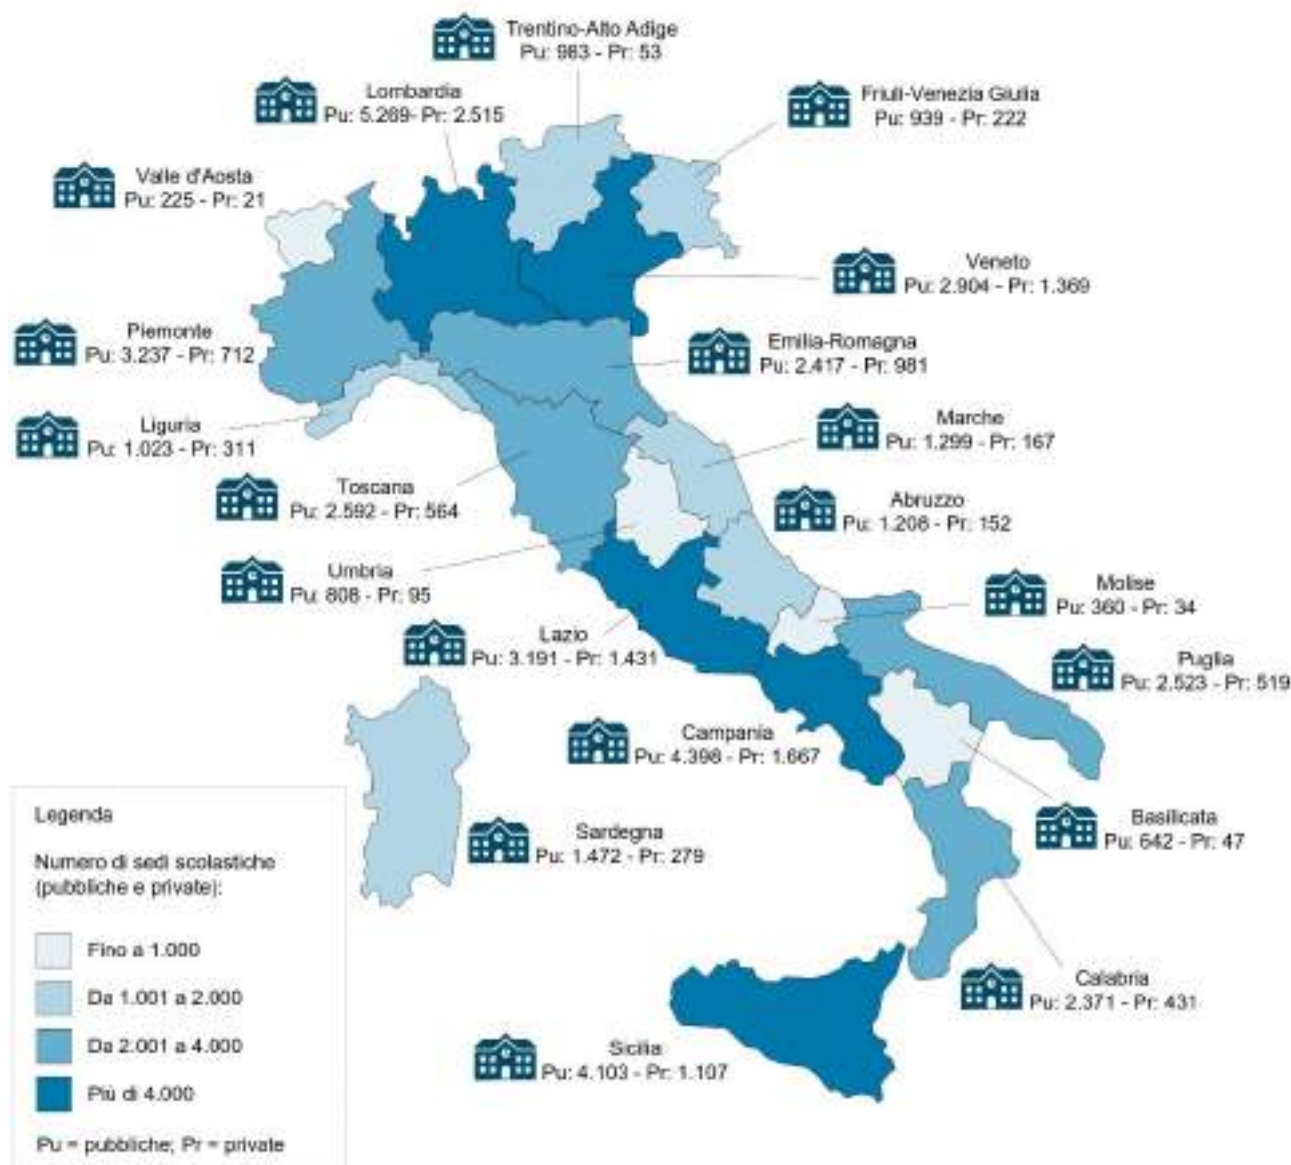 Trentino-Alto Adige
Pu: 983 - Pr: 53
Lombardia
Pu: 5.269- Pr: 2.515
Friuli-Venezia Giulia
Pu: 939 - Pr: 222
Valle d'Aosta
Pu: 225 - Pr: 21
Veneto
Pu: 2.904 - Pr: 1.369
Piemonte
Pu: 3.237 - Pr: 712
Emilia-Romagna
Pu: 2.417 - Pr: 981
Liguria
Pu: 1.023 - Pr: 311
Marche
Pu: 1.299 - Pr: 167
Toscana
Pu: 2.592 - Pr: 564
Abruzzo
Pu: 1.208 - Pr: 152
Umbria
Pu: 808 - Pr: 95
Molise
Pu: 360 - Pr: 34
Lazio
Pu: 3.191 - Pr: 1.431
Puglia
Pu: 2.523 - Pr: 519
Campania
Pu: 4.398 - Pr: 1.667
Basilicata
Pu: 642 - Pr: 47
Sardegna
Pu: 1.472 - Pr: 279
Calabria
Pu: 2.371 - Pr: 431
Sicilia
Pu: 4.103 - Pr: 1.107
Legenda
Numero di sedi scolastiche
(pubbliche e private):
Fino a 1.000
Da 1.001 a 2.000
Da 2.001 a 4.000
Più di 4.000
Pu = pubbliche; Pr = private